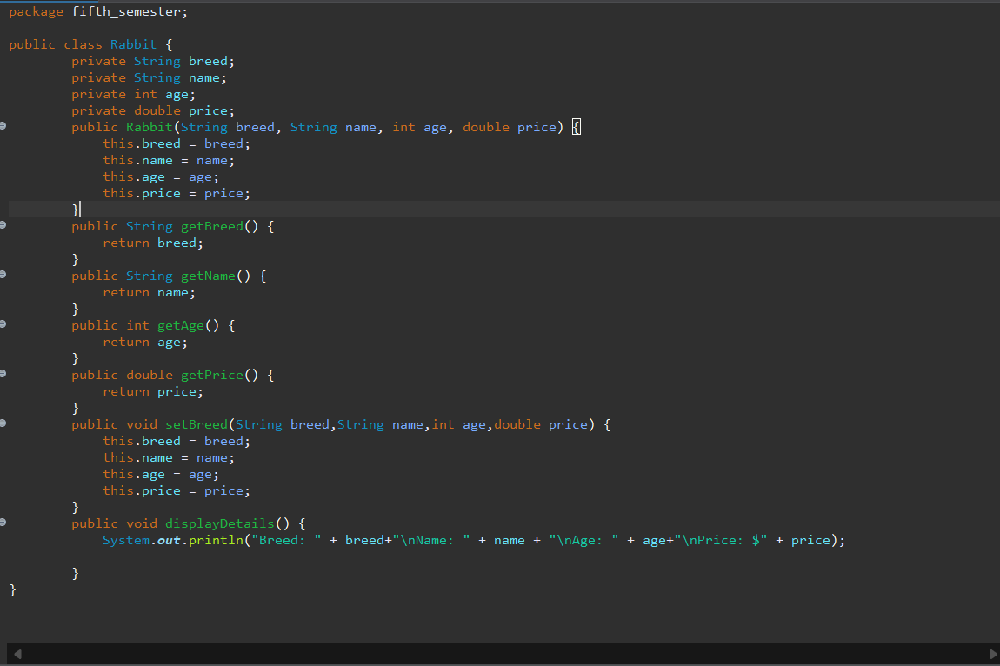 package fifth_semester;
public class Rabbit {
private String breed;
private String name;
private int age;
private double price;
public Rabbit(String breed, String name, int age, double price) {
this.breed = breed;
this.name = name;
this.age = age;
this.price = price;
}
public String getBreed() {
return breed;
}
public String getName() {
return name;
}
public int getAge() {
return age;
}
public double getPrice() {
return price;
}
public void setBreed(String breed,String name,int age,double price) {
this.breed = breed;
this.name = name;
this.age = age;
this.price = price;
}
public void displayDetails() {
System.out.println("Breed: " + breed+"\nName: " + name + "\nAge: " + age+"\nPrice: $" + price);
}
}